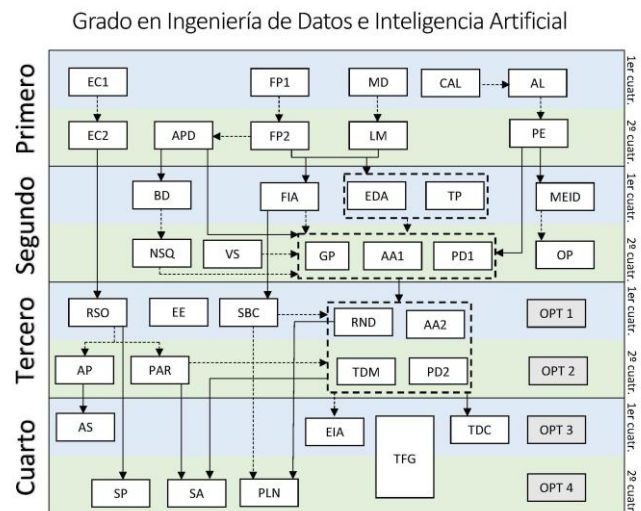 Grado en Ingeniería de Datos e Inteligencia Artificial
Primero
1er cuatr.
EC1 FP1 MD CAL AL
2º cuatr.
EC2 APD FP2 LM PE
Segundo
1er cuatr.
BD FIA EDA TP MEID
2º cuatr.
NSQ VS GP AA1 PD1 OP
Tercero
1er cuatr.
RSO EE SBC RND AA2 OPT 1
2º cuatr.
AP PAR TDM PD2 OPT 2
Cuarto
1er cuatr.
AS EIA TFG TDC OPT 3
2º cuatr.
SP SA PLN OPT 4